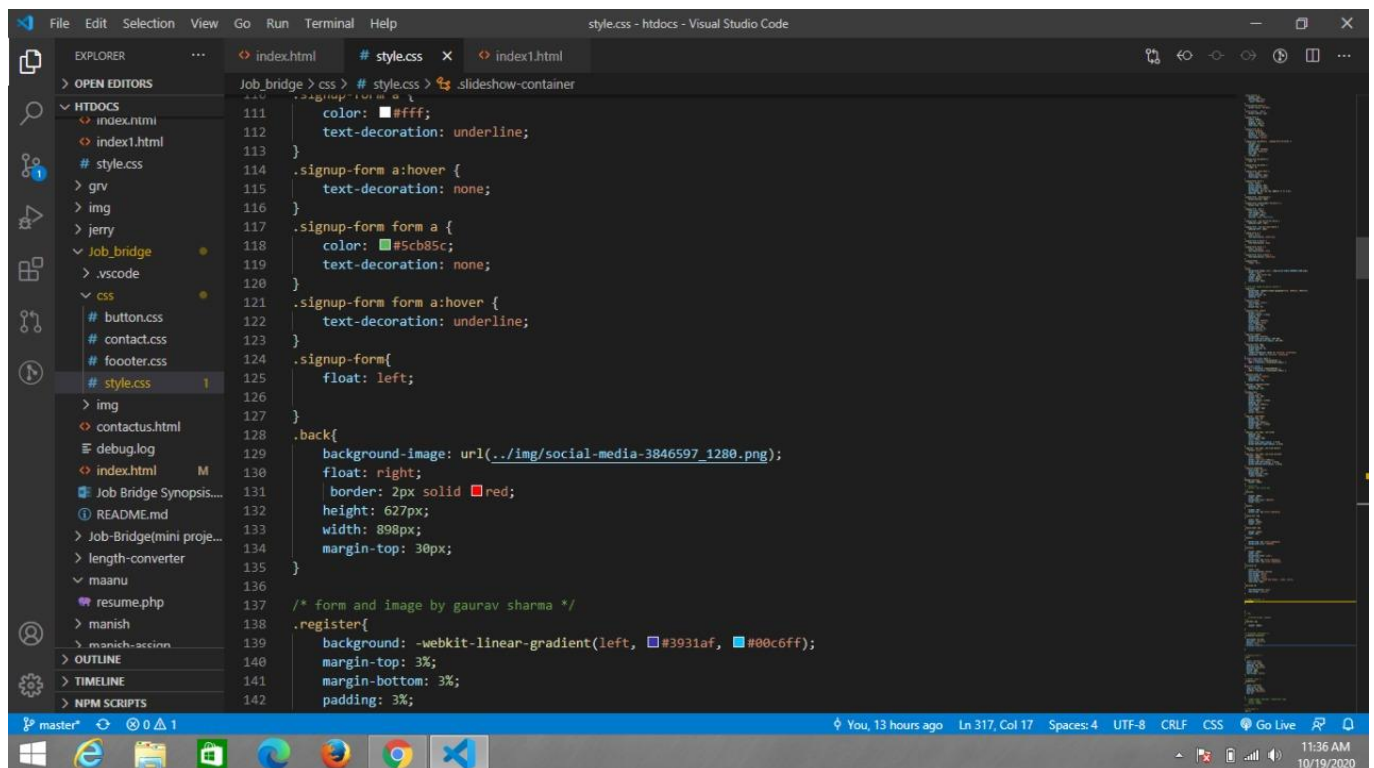 File Edit Selection View Go Run Terminal Help
style.css - htdocs - Visual Studio Code
EXPLORER
index.html
# style.css
index1.html
OPEN EDITORS
HTDOCS
index.html
index1.html
# style.css
grv
img
jerry
Job_bridge
.vscode
css
# button.css
# contact.css
# foooter.css
# style.css 1
img
contactus.html
debug.log
index.html M
Job Bridge Synopsis....
README.md
Job-Bridge(mini proje...
length-converter
maanu
resume.php
manish
manish-assign
OUTLINE
TIMELINE
NPM SCRIPTS
Job_bridge > css > # style.css > .slideshow-container
110 .signup-form a {
111 color: #fff;
112 text-decoration: underline;
113 }
114 .signup-form a:hover {
115 text-decoration: none;
116 }
117 .signup-form form a {
118 color: #5cb85c;
119 text-decoration: none;
120 }
121 .signup-form form a:hover {
122 text-decoration: underline;
123 }
124 .signup-form{
125 float: left;
126
127 }
128 .back{
129 background-image: url(../img/social-media-3846597_1280.png);
130 float: right;
131 border: 2px solid red;
132 height: 627px;
133 width: 898px;
134 margin-top: 30px;
135 }
136
137 /* form and image by gaurav sharma */
138 .register{
139 background: -webkit-linear-gradient(left, #3931af, #00c6ff);
140 margin-top: 3%;
141 margin-bottom: 3%;
142 padding: 3%;
1
master* 0 1
You, 13 hours ago Ln 317, Col 17 Spaces: 4 UTF-8 CRLF CSS Go Live
11:36 AM
10/19/2020